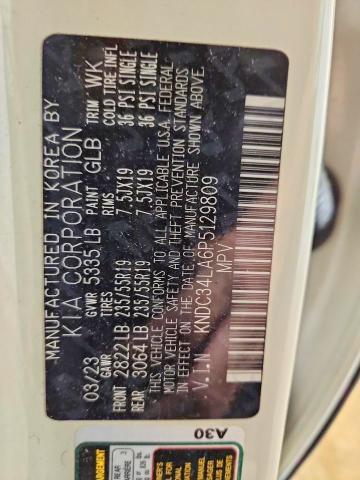 MANUFACTURED IN KOREA BY
KIA CORPORATION
03/23 GVWR 5335 LB PAINT GLB TRIM WK
GAWR TIRES RIMS COLD TIRE INFL
FRONT 2822 LB 235/55R19 7.5JX19 36 PSI SINGLE
REAR 3064 LB 235/55R19 7.5JX19 36 PSI SINGLE
THIS VEHICLE CONFORMS TO ALL APPLICABLE U.S.A. FEDERAL
MOTOR VEHICLE SAFETY AND THEFT PREVENTION STANDARDS
IN EFFECT ON THE DATE OF MANUFACTURE SHOWN ABOVE.
V.I.N KNDC34LA6P5129809
MPV
A30
REAR 3